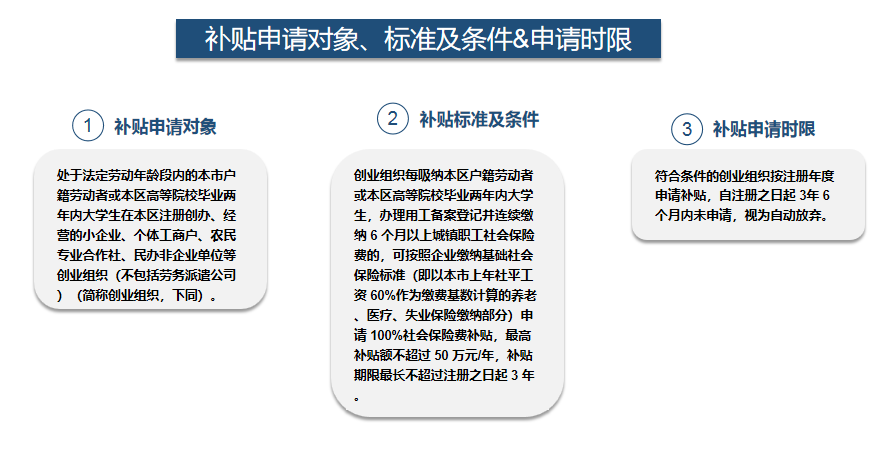 补贴申请对象、标准及条件&申请时限
1 补贴申请对象
处于法定劳动年龄段内的本市户
籍劳动者或本区高等院校毕业两
年内大学生在本区注册创办、经
营的小企业、个体工商户、农民
专业合作社、民办非企业单位等
创业组织（不包括劳务派遣公司
）（简称创业组织，下同）。
2 补贴标准及条件
创业组织每吸纳本区户籍劳动者
或本区高等院校毕业两年内大学
生，办理用工备案登记并连续缴
纳 6 个月以上城镇职工社会保险
费的，可按照企业缴纳基础社会
保险标准（即以本市上年社平工
资 60%作为缴费基数计算的养老
、医疗、失业保险缴纳部分）申
请 100%社会保险费补贴，最高
补贴额不超过 50 万元/年，补贴
期限最长不超过注册之日起 3 年
。
3 补贴申请时限
符合条件的创业组织按注册年度
申请补贴，自注册之日起 3年 6
个月内未申请，视为自动放弃。